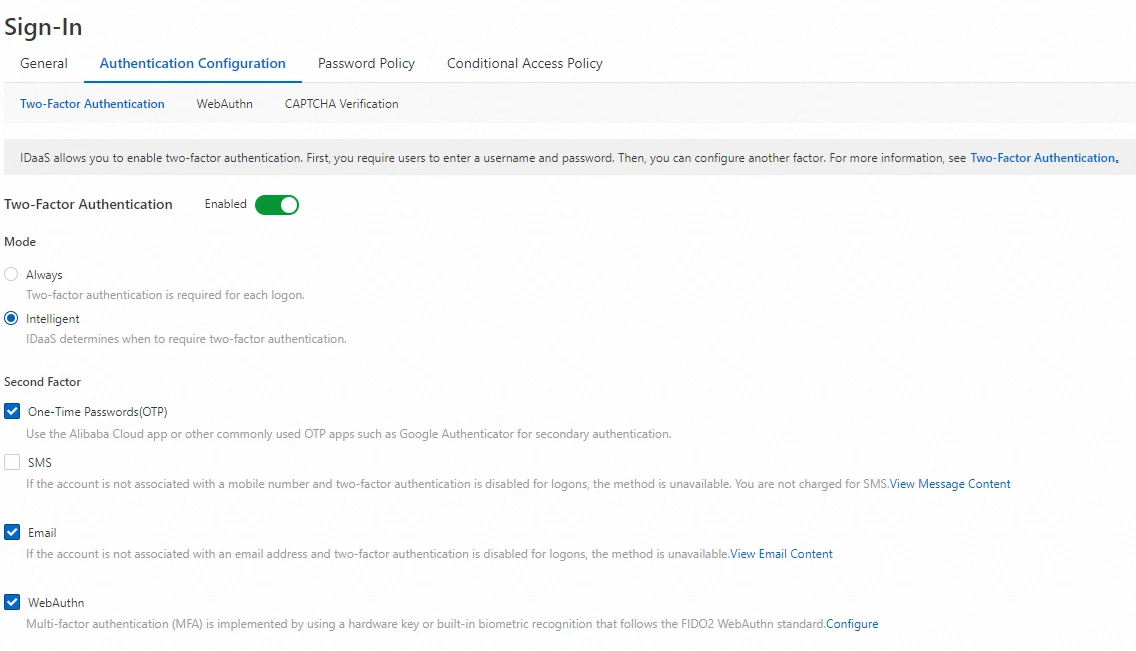 Sign-In
General Authentication Configuration Password Policy Conditional Access Policy
Two-Factor Authentication WebAuthn CAPTCHA Verification
IDaaS allows you to enable two-factor authentication. First, you require users to enter a username and password. Then, you can configure another factor. For more information, see Two-Factor Authentication。
Two-Factor Authentication Enabled
Mode
Always
Two-factor authentication is required for each logon.
Intelligent
IDaaS determines when to require two-factor authentication.
Second Factor
One-Time Passwords(OTP)
Use the Alibaba Cloud app or other commonly used OTP apps such as Google Authenticator for secondary authentication.
SMS
If the account is not associated with a mobile number and two-factor authentication is disabled for logons, the method is unavailable. You are not charged for SMS.View Message Content
Email
If the account is not associated with an email address and two-factor authentication is disabled for logons, the method is unavailable.View Email Content
WebAuthn
Multi-factor authentication (MFA) is implemented by using a hardware key or built-in biometric recognition that follows the FIDO2 WebAuthn standard.Configure